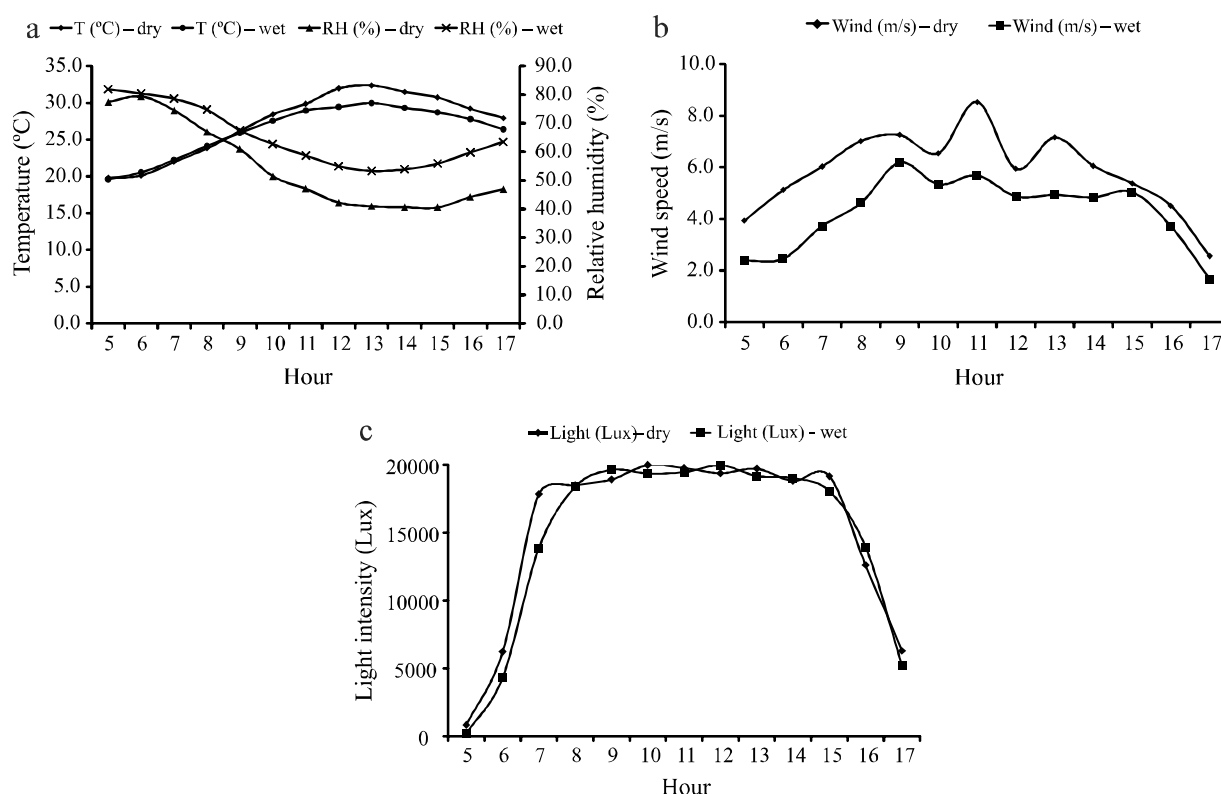 a
T (ºC) – dry T (ºC) – wet RH (%) – dry RH (%) – wet
Temperature (ºC)
35.0
30.0
25.0
20.0
15.0
10.0
5.0
0.0
90.0
80.0
70.0
60.0
50.0
40.0
30.0
20.0
10.0
0.0
Relative humidity (%)
5 6 7 8 9 10 11 12 13 14 15 16 17
Hour
b
Wind (m/s) – dry Wind (m/s) – wet
Wind speed (m/s)
10.0
8.0
6.0
4.0
2.0
0.0
5 6 7 8 9 10 11 12 13 14 15 16 17
Hour
c
Light (Lux) – dry Light (Lux) - wet
Light intensity (Lux)
20000
15000
10000
5000
0
5 6 7 8 9 10 11 12 13 14 15 16 17
Hour